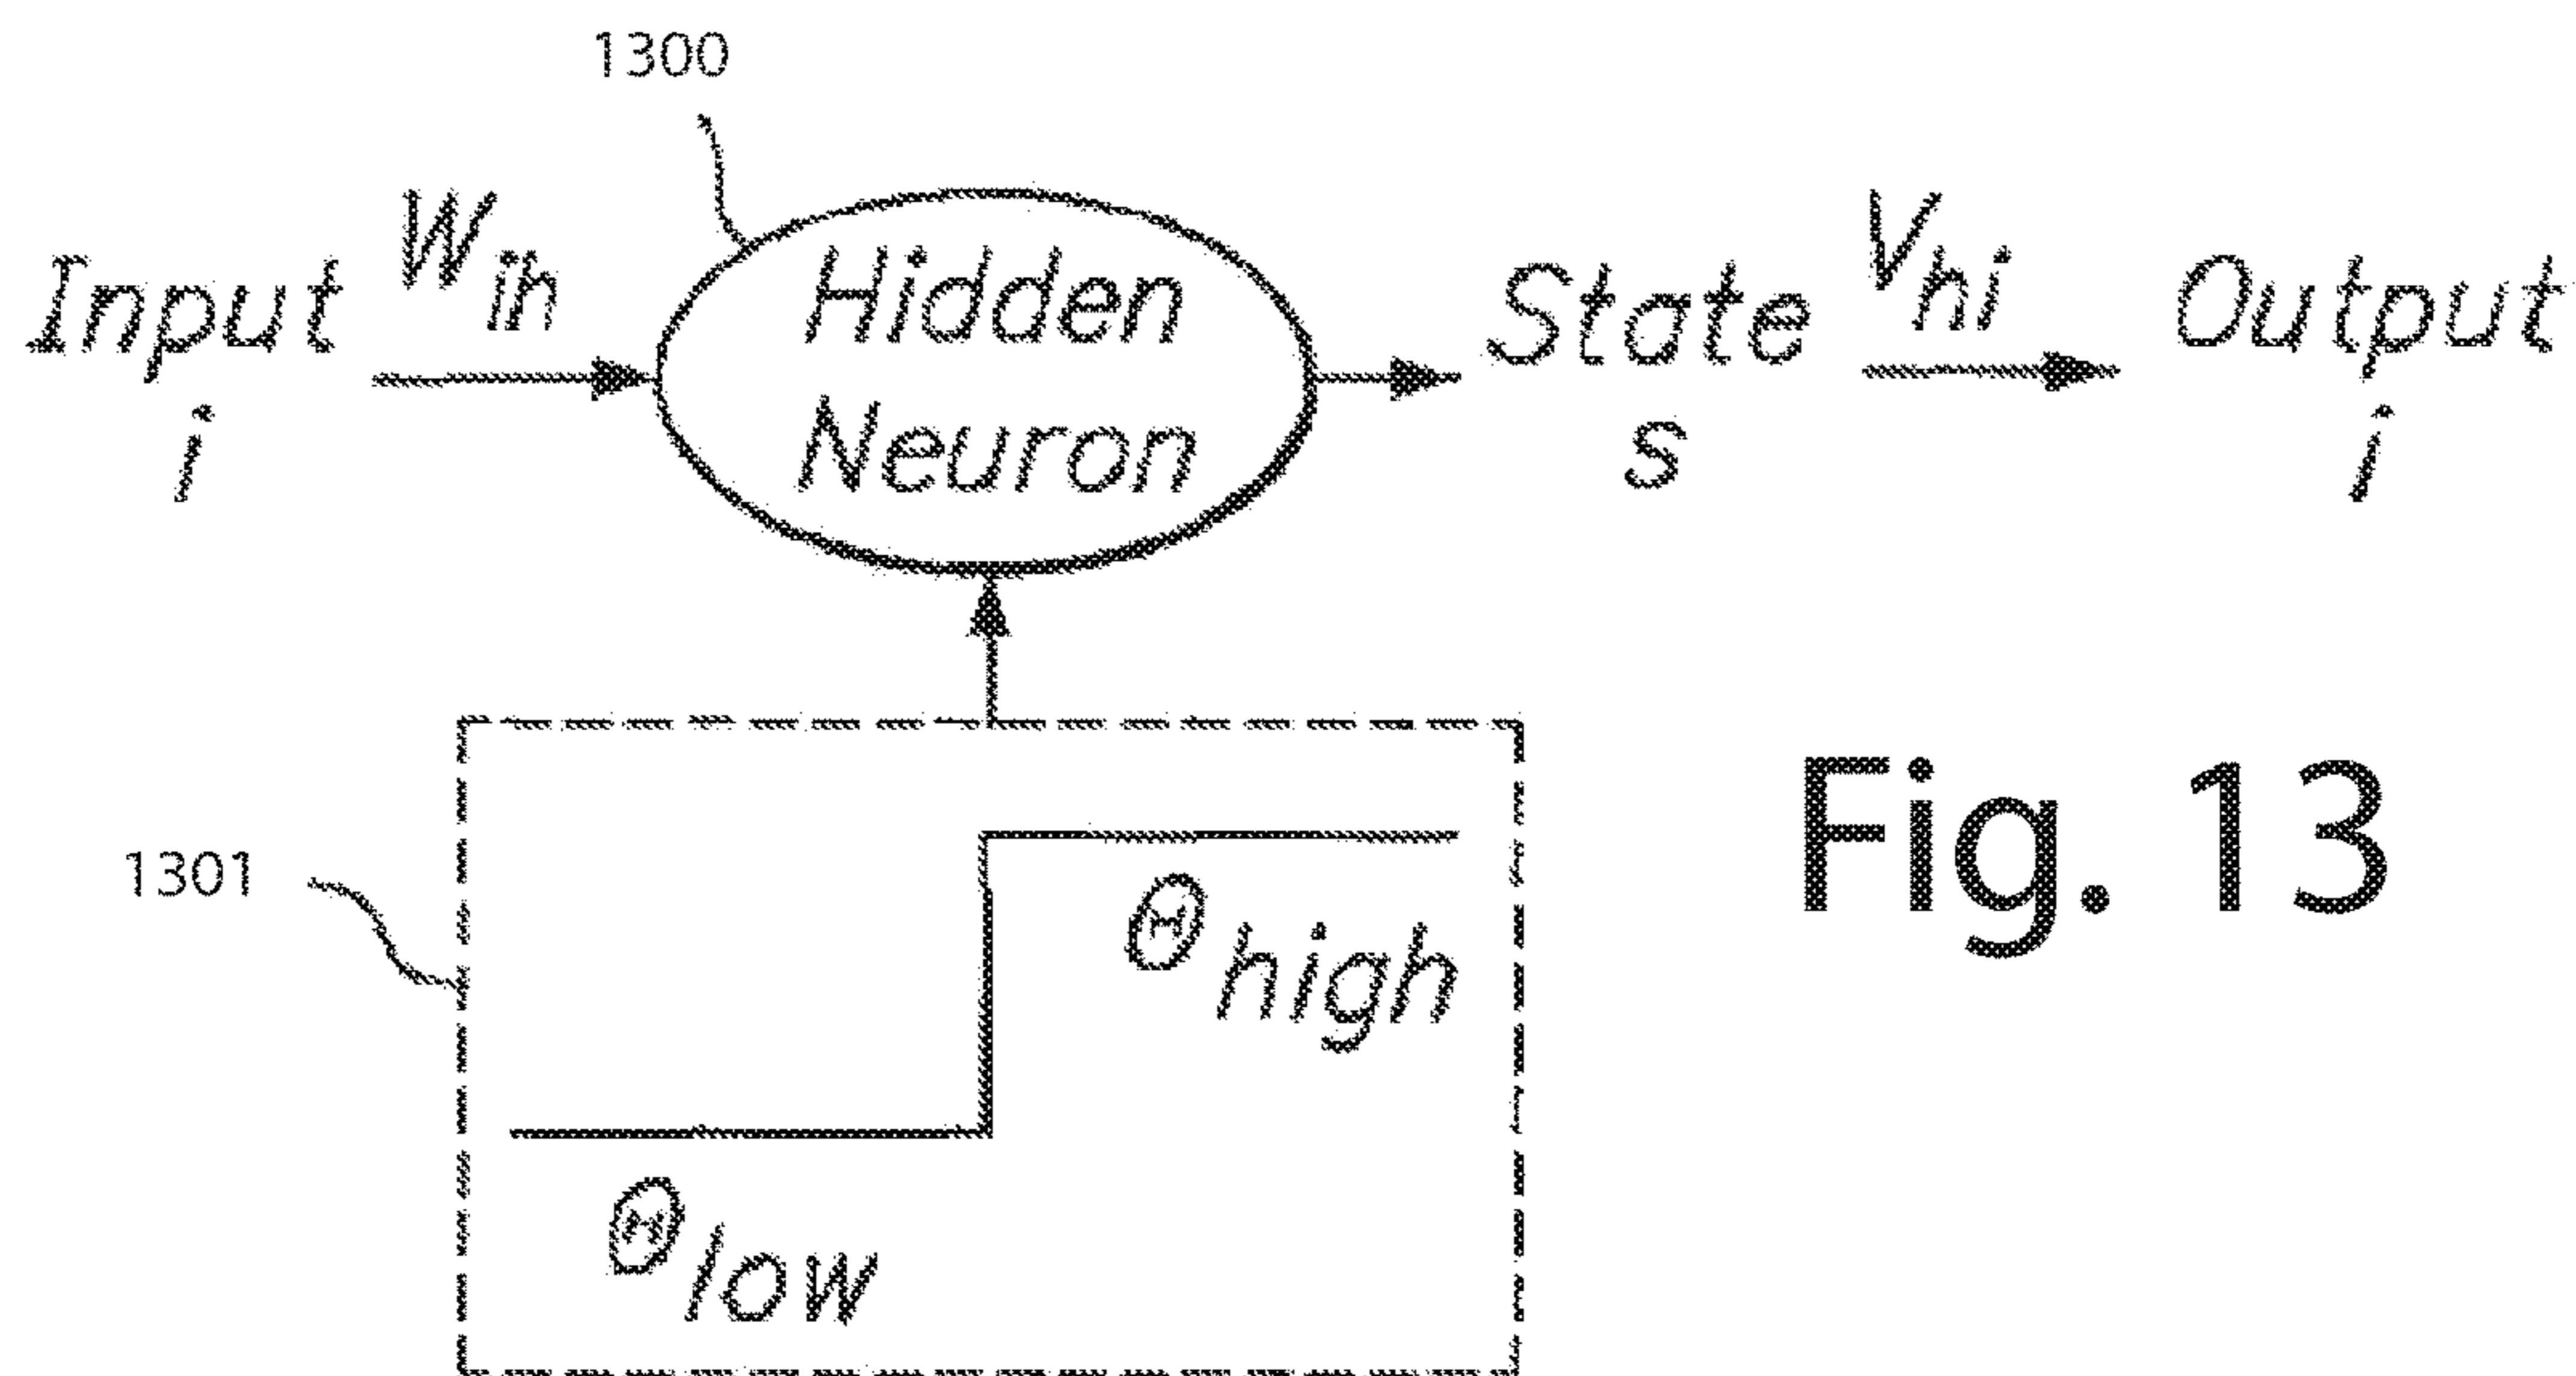 1300
Input W_ih Hidden Neuron State V_hi Output
i s i
1301
Θ_high
Θ_low
Fig. 13